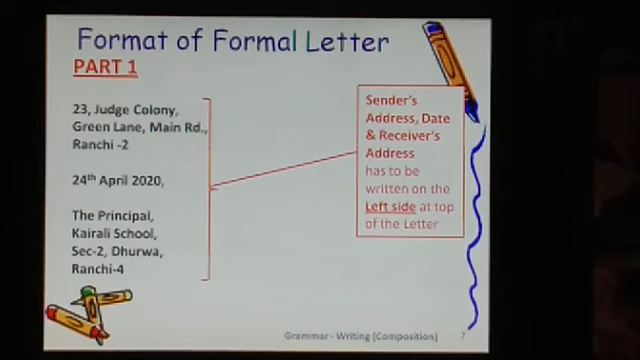 Format of Formal Letter
PART 1
23, Judge Colony,
Green Lane, Main Rd.,
Ranchi -2
24th April 2020,
The Principal,
Kairali School,
Sec-2, Dhurwa,
Ranchi-4
Sender's
Address, Date
& Receiver's
Address
has to be
written on the
Left side at top
of the Letter
Grammar - Writing (Composition) 7